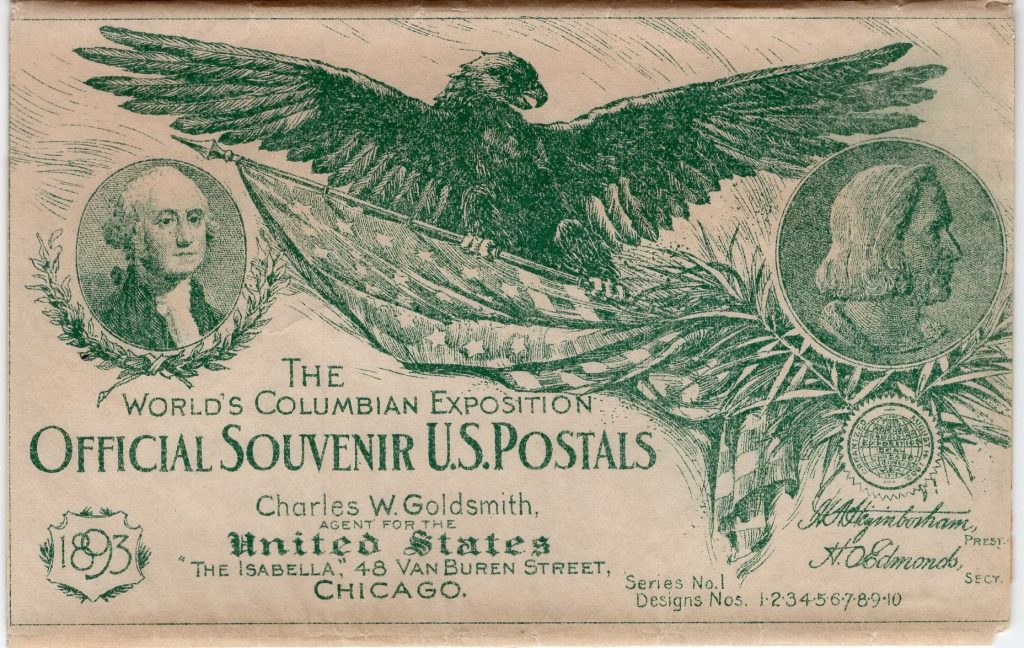 THE
WORLD'S COLUMBIAN EXPOSITION
OFFICIAL SOUVENIR U.S. POSTALS
Charles W. Goldsmith,
AGENT FOR THE
United States
"THE ISABELLA", 48 VAN BUREN STREET,
CHICAGO.
1893
H.N. Higinbotham,
PREST.
H.O. Edmonds,
SECY.
Series No. 1
Designs Nos. 1·2·3·4·5·6·7·8·9·10